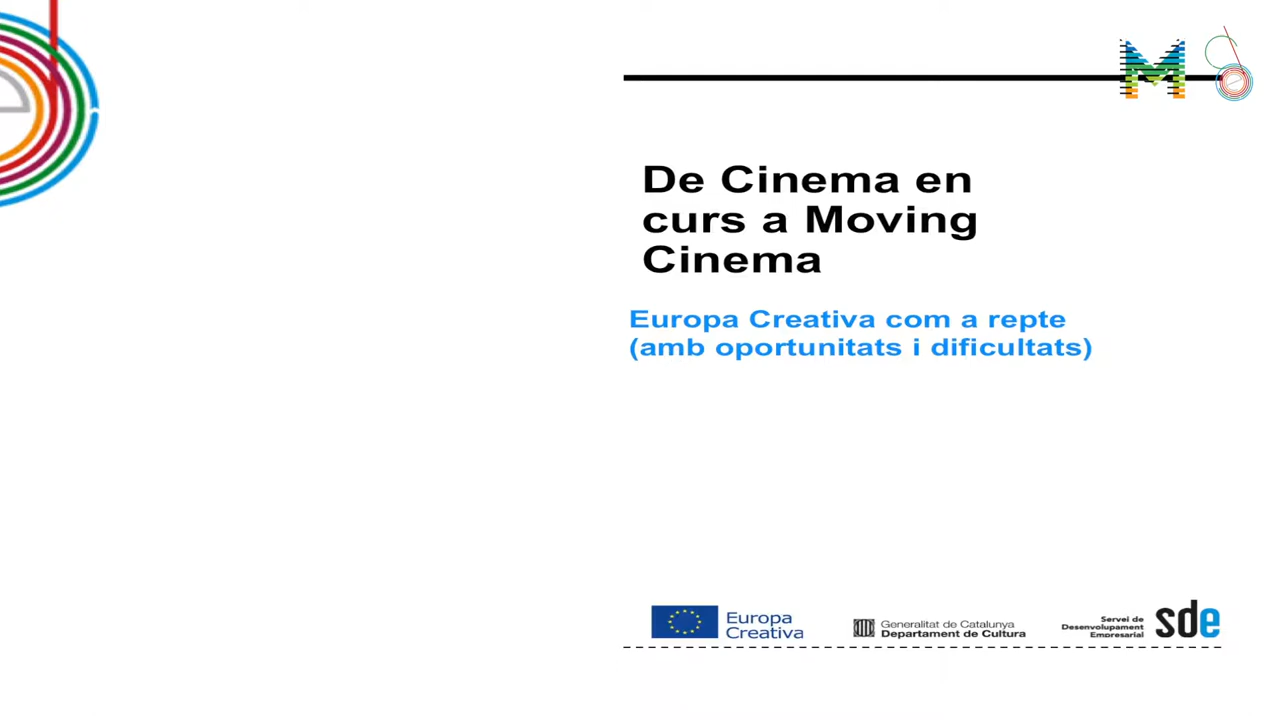 De Cinema en
curs a Moving
Cinema
Europa Creativa com a repte
(amb oportunitats i dificultats)
Europa
Creativa
Generalitat de Catalunya
Departament de Cultura
Servei de
Desenvolupament
Empresarial
sde